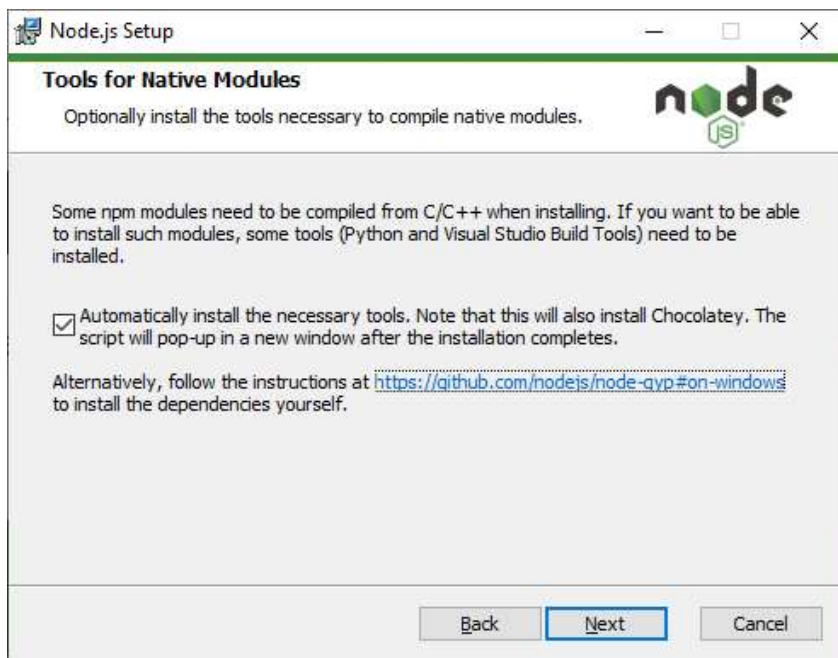 Node.js Setup
Tools for Native Modules
Optionally install the tools necessary to compile native modules.
node
JS
Some npm modules need to be compiled from C/C++ when installing. If you want to be able
to install such modules, some tools (Python and Visual Studio Build Tools) need to be
installed.
Automatically install the necessary tools. Note that this will also install Chocolatey. The
script will pop-up in a new window after the installation completes.
Alternatively, follow the instructions at https://github.com/nodejs/node-gyp#on-windows
to install the dependencies yourself.
Back
Next
Cancel